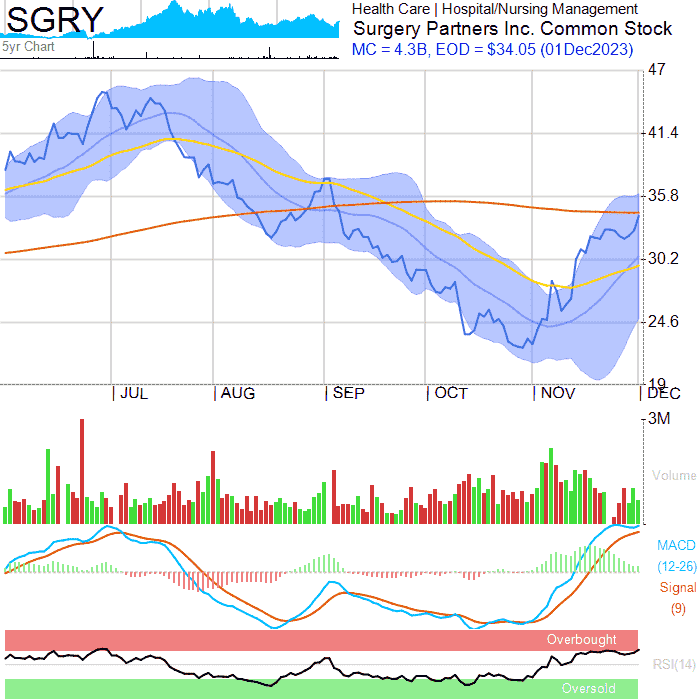 SGRY
Health Care | Hospital/Nursing Management
Surgery Partners Inc. Common Stock
5yr Chart
MC = 4.3B, EOD = $34.05 (01Dec2023)
47
41.4
35.8
30.2
24.6
19
JUL AUG SEP OCT NOV DEC
3M
Volume
MACD
(12-26)
Signal
(9)
Overbought
RSI(14)
Oversold